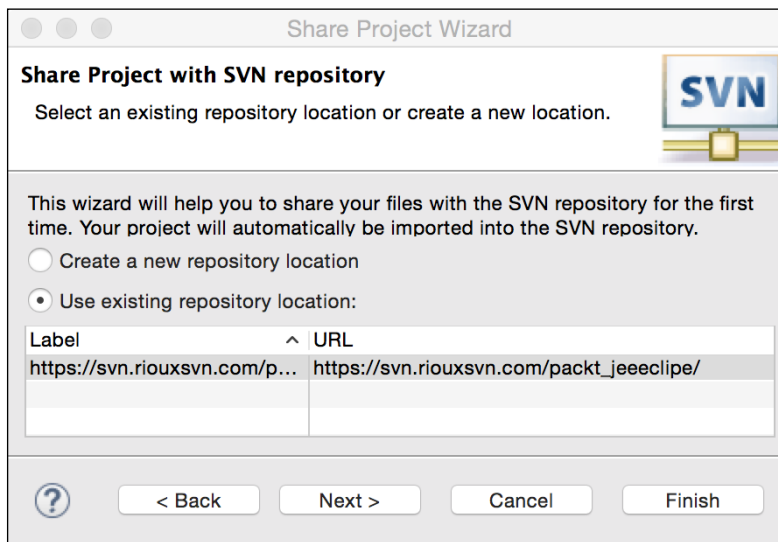 Share Project Wizard
Share Project with SVN repository
Select an existing repository location or create a new location.
SVN
This wizard will help you to share your files with the SVN repository for the first
time. Your project will automatically be imported into the SVN repository.
Create a new repository location
Use existing repository location:
Label URL
https://svn.riouxsvn.com/p... https://svn.riouxsvn.com/packt_jeeeclipe/
? < Back Next > Cancel Finish